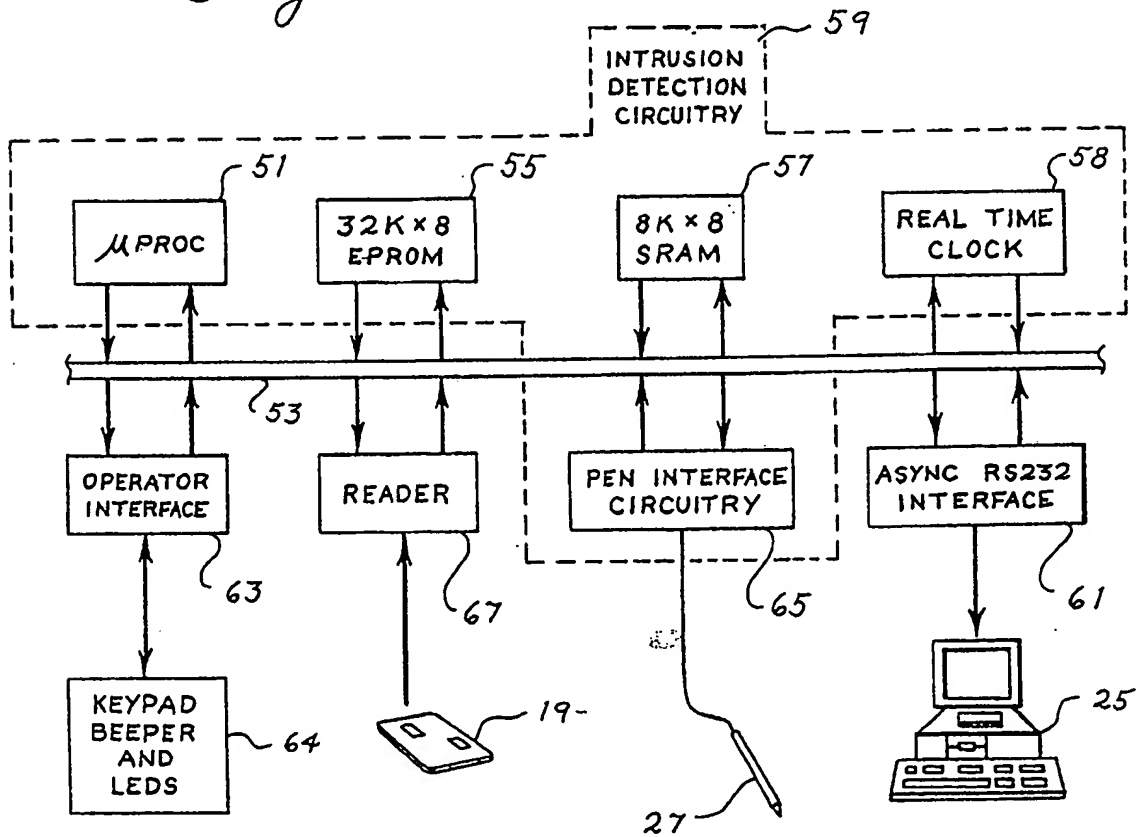 59
INTRUSION
DETECTION
CIRCUITRY
51
55
57
58
μPROC
32K × 8
EPROM
8K × 8
SRAM
REAL TIME
CLOCK
53
OPERATOR
INTERFACE
READER
PEN INTERFACE
CIRCUITRY
ASYNC RS232
INTERFACE
63
67
65
61
KEYPAD
BEEPER
AND
LEDS
64
19
27
25